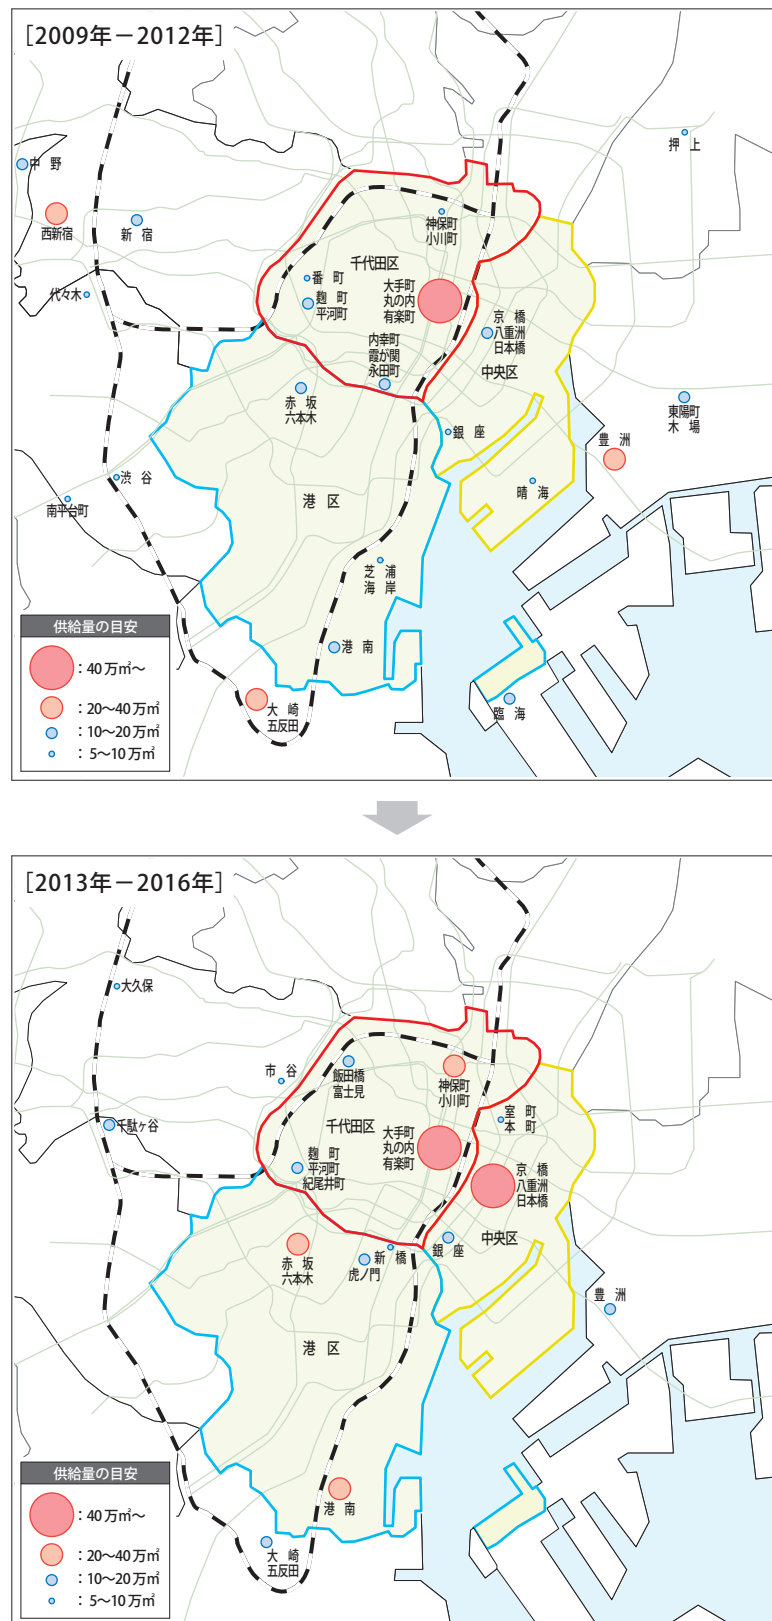 ［2009年－2012年］
押　上
中　野
西新宿
新　宿
神保町
小川町
千代田区
番　町
麹　町
平河町
大手町
丸の内
有楽町
代々木
京　橋
八重洲
日本橋
内幸町
霞が関
永田町
中央区
赤　坂
六本木
東陽町
木　場
銀　座
豊　洲
渋　谷
晴　海
南平台町
港　区
芝　浦
海　岸
港　南
大　崎
五反田
臨　海
供給量の目安
：40万㎡～
：20～40万㎡
：10～20万㎡
：5～10万㎡
［2013年－2016年］
大久保
市　谷
飯田橋
富士見
神保町
小川町
室　町
本　町
千駄ヶ谷
千代田区
大手町
丸の内
有楽町
麹　町
平河町
紀尾井町
京　橋
八重洲
日本橋
中央区
赤　坂
六本木
新　橋
虎ノ門
銀　座
豊　洲
港　区
港　南
大　崎
五反田
供給量の目安
：40万㎡～
：20～40万㎡
：10～20万㎡
：5～10万㎡